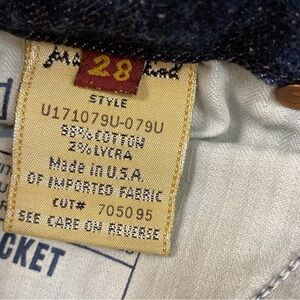 28
STYLE
U171079U-079U
98% COTTON
2% LYCRA
Made in U.S.A.
OF IMPORTED FABRIC
CUT# 705095
SEE CARE ON REVERSE
CKET